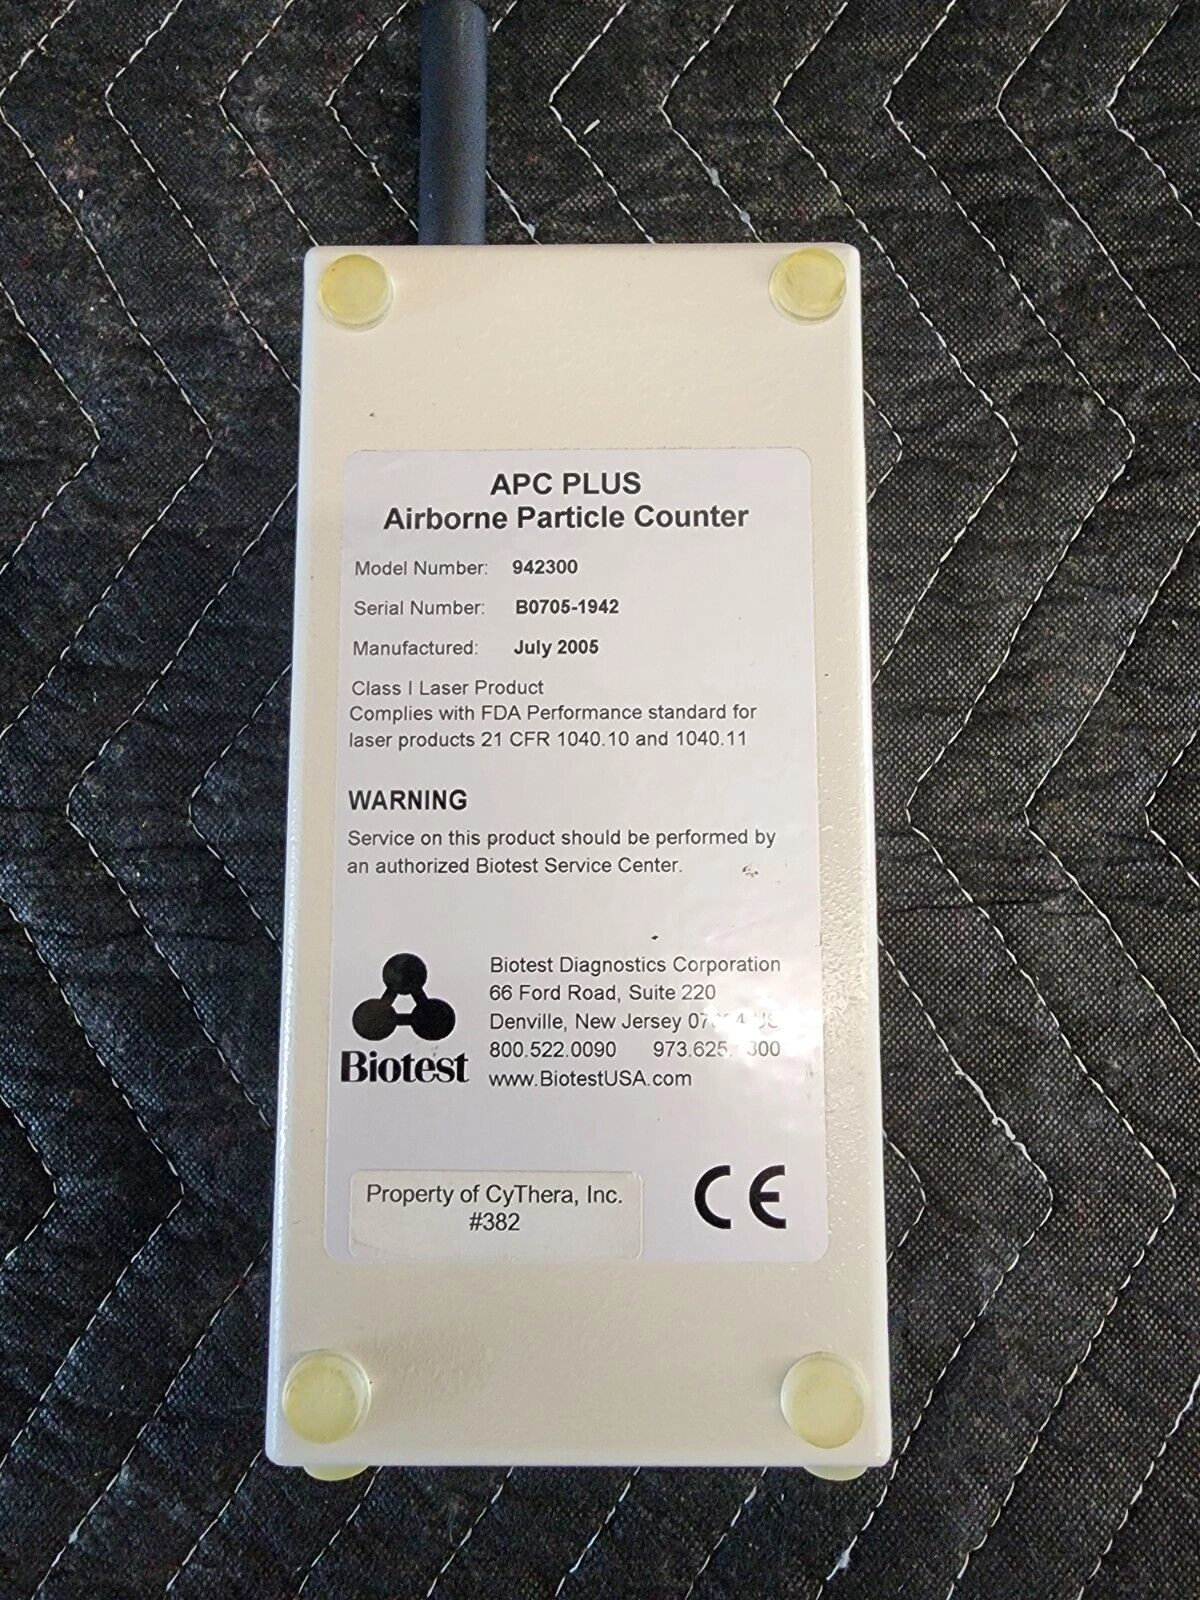 APC PLUS
Airborne Particle Counter
Model Number: 942300
Serial Number: B0705-1942
Manufactured: July 2005
Class I Laser Product
Complies with FDA Performance standard for
laser products 21 CFR 1040.10 and 1040.11
WARNING
Service on this product should be performed by
an authorized Biotest Service Center.
Biotest
Biotest Diagnostics Corporation
66 Ford Road, Suite 220
Denville, New Jersey
800.522.0090
www.BiotestUSA.com
Property of CyThera, Inc.
#382
CE